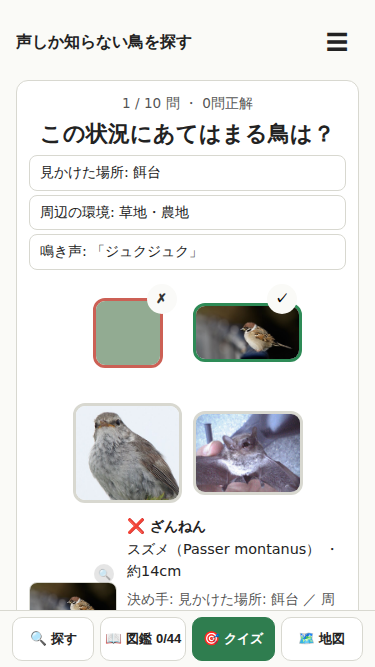 声しか知らない鳥を探す
1 / 10 問 ・ 0問正解
この状況にあてはまる鳥は？
見かけた場所: 餌台
周辺の環境: 草地・農地
鳴き声: 「ジュクジュク」
✗
✓
❌ ざんねん
スズメ（Passer montanus） ・
約14cm
決め手: 見かけた場所: 餌台 ／ 周
🔍 探す
📖 図鑑 0/44
🎯 クイズ
🗺️ 地図